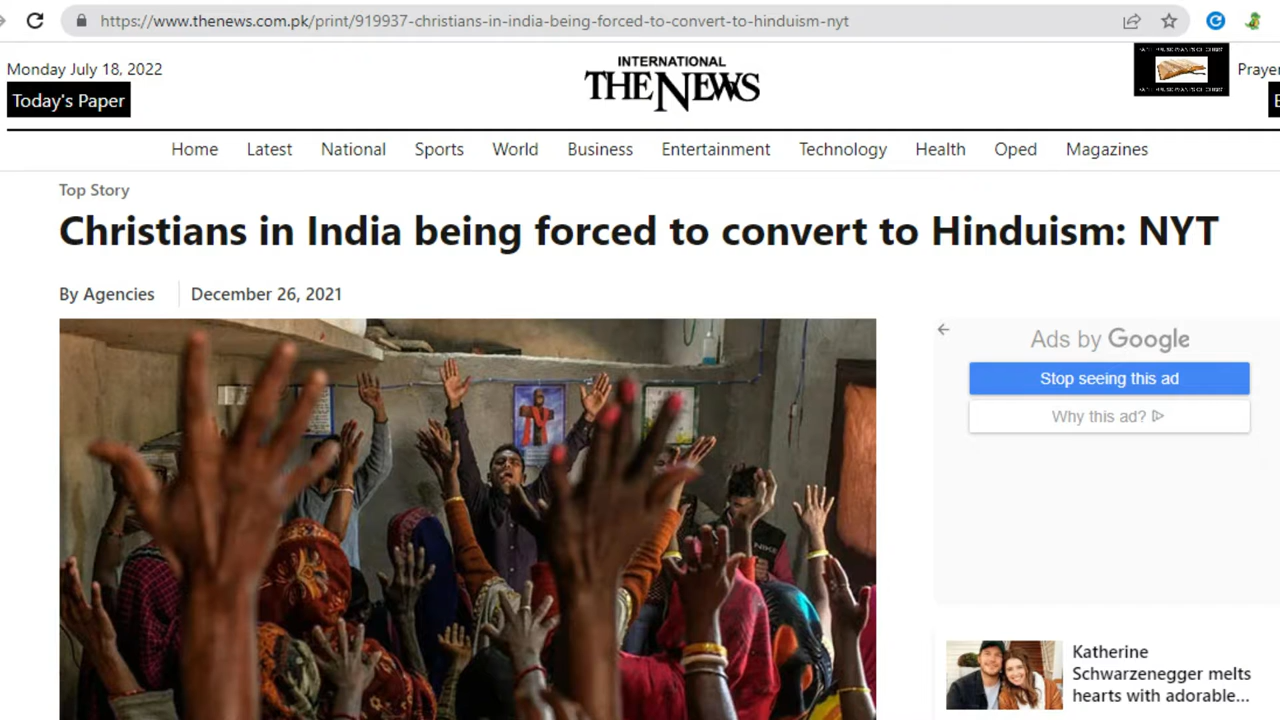 https://www.thenews.com.pk/print/919937-christians-in-india-being-forced-to-convert-to-hinduism-nyt
Monday July 18, 2022
INTERNATIONAL
THE NEWS
Prayer
Today's Paper
Home Latest National Sports World Business Entertainment Technology Health Oped Magazines
Top Story
Christians in India being forced to convert to Hinduism: NYT
By Agencies December 26, 2021
Ads by Google
Stop seeing this ad
Why this ad?
Katherine
Schwarzenegger melts
hearts with adorable...